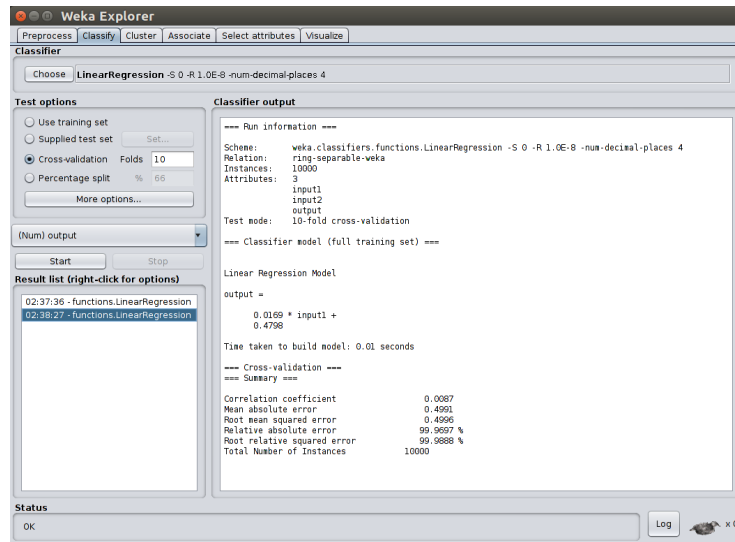 Weka Explorer
Preprocess Classify Cluster Associate Select attributes Visualize
Classifier
Choose LinearRegression -S 0 -R 1.0E-8 -num-decimal-places 4
Test options
Use training set
Supplied test set Set...
Cross-validation Folds 10
Percentage split % 66
More options...
(Num) output
Start Stop
Result list (right-click for options)
02:37:36 - functions.LinearRegression
02:38:27 - functions.LinearRegression
Classifier output
=== Run information ===
Scheme: weka.classifiers.functions.LinearRegression -S 0 -R 1.0E-8 -num-decimal-places 4
Relation: ring-separable-weka
Instances: 10000
Attributes: 3
input1
input2
output
Test mode: 10-fold cross-validation
=== Classifier model (full training set) ===
Linear Regression Model
output =
0.0169 * input1 +
0.4798
Time taken to build model: 0.01 seconds
=== Cross-validation ===
=== Summary ===
Correlation coefficient 0.0087
Mean absolute error 0.4991
Root mean squared error 0.4996
Relative absolute error 99.9697 %
Root relative squared error 99.9888 %
Total Number of Instances 10000
Status
OK
Log x 0